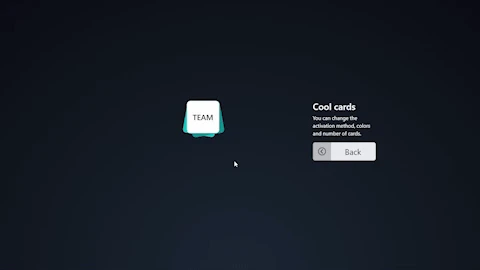 TEAM
Cool cards
You can change the
activation method, colors
and number of cards.
Back